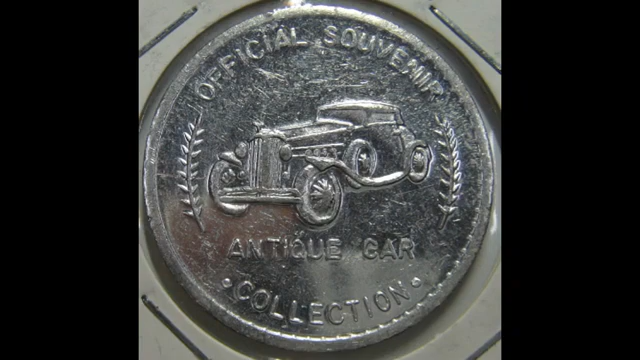 OFFICIAL SOUVENIR
ANTIQUE CAR
• COLLECTION •